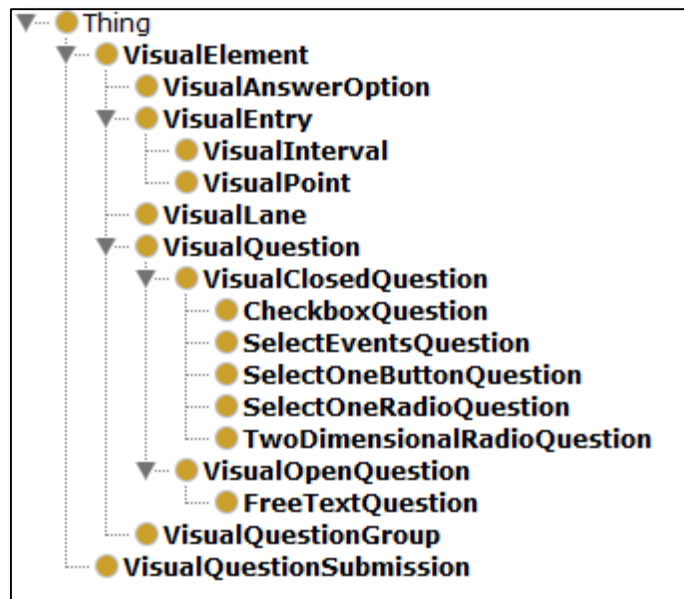 Thing
VisualElement
VisualAnswerOption
VisualEntry
VisualInterval
VisualPoint
VisualLane
VisualQuestion
VisualClosedQuestion
CheckboxQuestion
SelectEventsQuestion
SelectOneButtonQuestion
SelectOneRadioQuestion
TwoDimensionalRadioQuestion
VisualOpenQuestion
FreeTextQuestion
VisualQuestionGroup
VisualQuestionSubmission